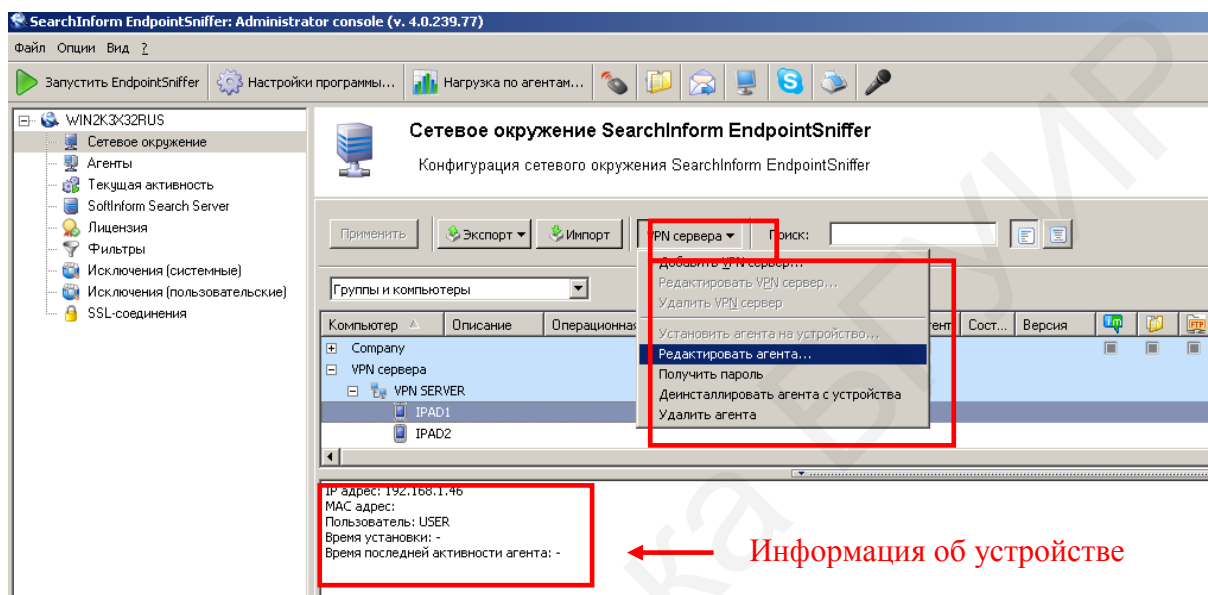 SearchInform EndpointSniffer: Administrator console (v. 4.0.239.77)
Файл Опции Вид ?
Запустить EndpointSniffer Настройки программы... Нагрузка по агентам...
WIN2K3X32RUS
Сетевое окружение
Агенты
Текущая активность
SoftInform Search Server
Лицензия
Фильтры
Исключения (системные)
Исключения (пользовательские)
SSL-соединения
Сетевое окружение SearchInform EndpointSniffer
Конфигурация сетевого окружения SearchInform EndpointSniffer
Применить Экспорт Импорт VPN сервера Поиск:
Добавить VPN сервер...
Редактировать VPN сервер...
Удалить VPN сервер
Установить агента на устройство...
Редактировать агента...
Получить пароль
Деинсталлировать агента с устройства
Удалить агента
Группы и компьютеры
Компьютер Описание Сост... Версия FTP
Company
VPN сервера
VPN SERVER
IPAD1
IPAD2
IP адрес: 192.168.1.46
MAC адрес:
Пользователь: USER
Время установки: -
Время последней активности агента: -
Информация об устройстве